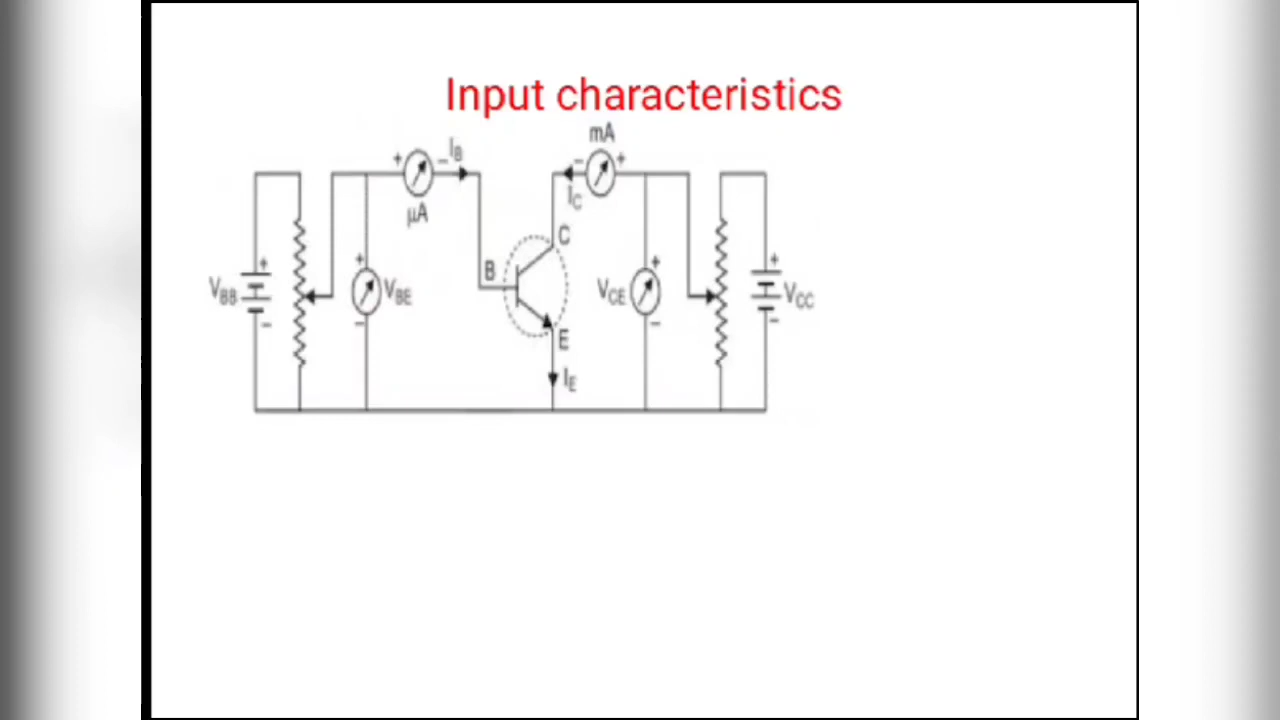 Input characteristics
mA
+ − I_B
− +
μA
I_C
C
B
+
V_BB
−
+
V_BE
−
V_CE
+
−
+
V_CC
−
E
I_E